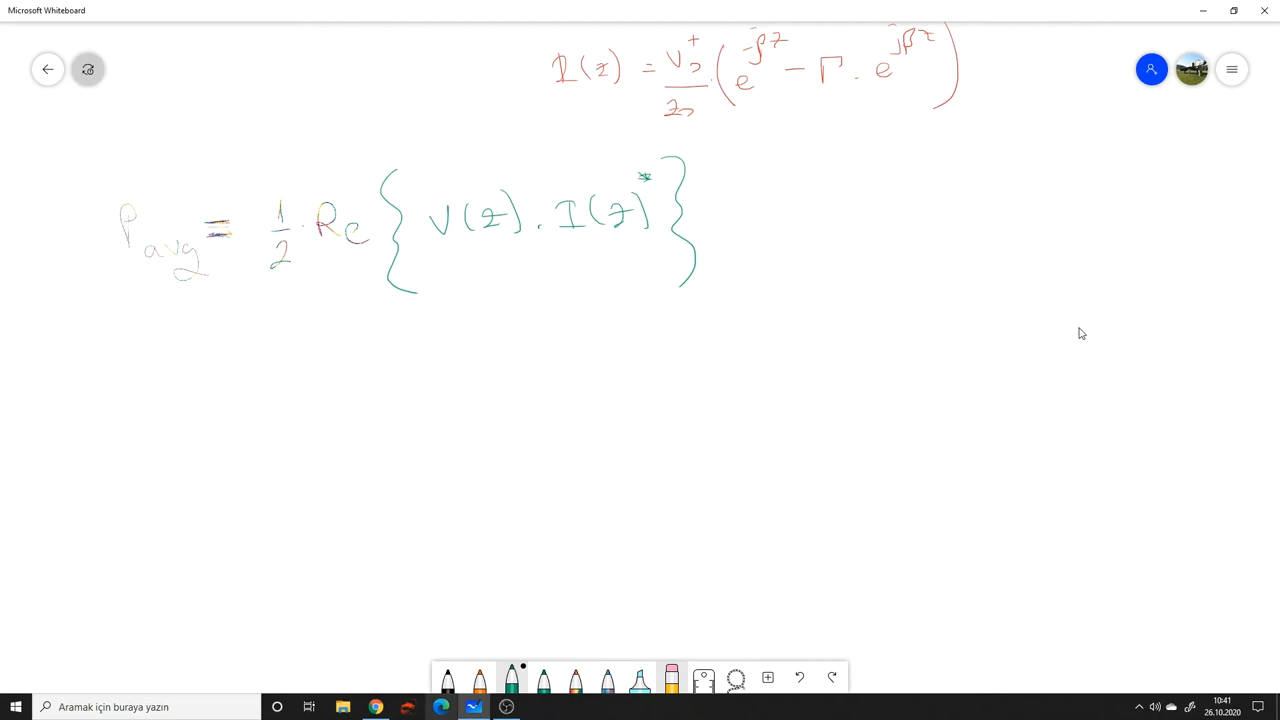 Microsoft Whiteboard
I(z) = V₀⁺/Z₀ · (e^{-jβz} − Γ · e^{jβz})
P_avg = 1/2 · Re { V(z) · I(z)* }
Aramak için buraya yazın
10:41
26.10.2020